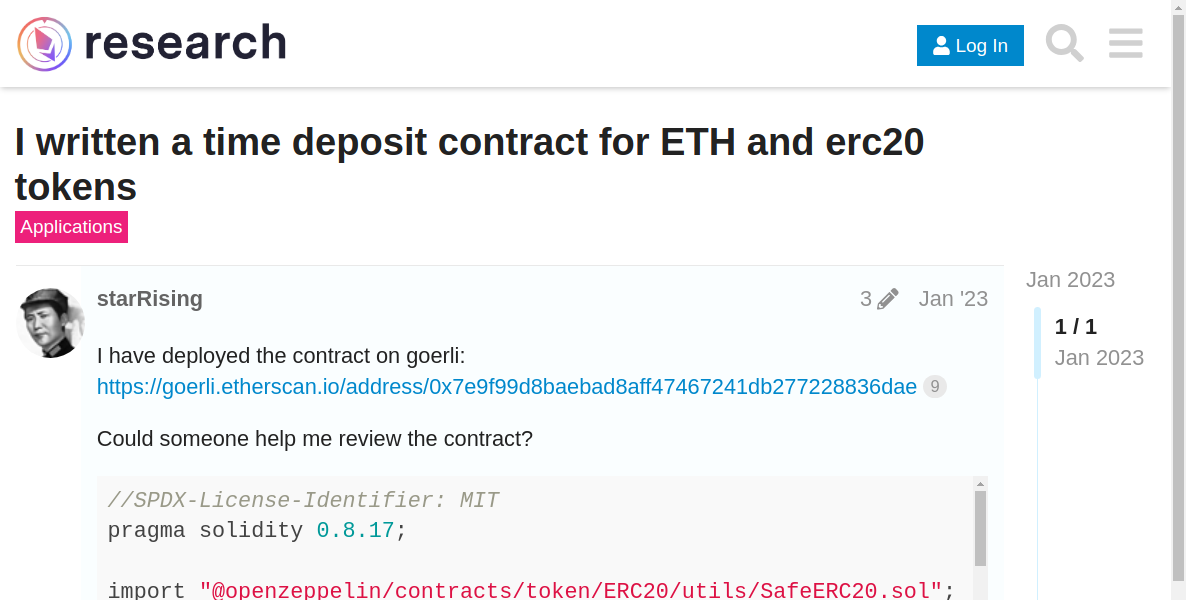 research
Log In
I written a time deposit contract for ETH and erc20
tokens
Applications
starRising
3
Jan '23
Jan 2023
1 / 1
Jan 2023
I have deployed the contract on goerli:
https://goerli.etherscan.io/address/0x7e9f99d8baebad8aff47467241db277228836dae 9
Could someone help me review the contract?
//SPDX-License-Identifier: MIT
pragma solidity 0.8.17;
import "@openzeppelin/contracts/token/ERC20/utils/SafeERC20.sol";